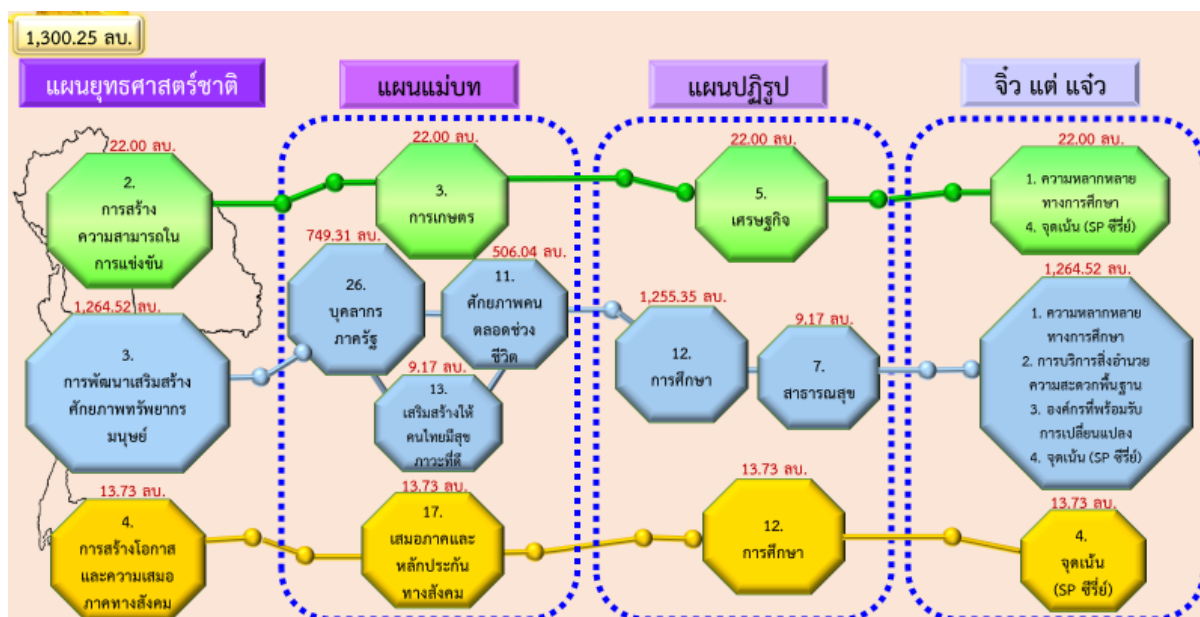 1,300.25 ลบ.
แผนยุทธศาสตร์ชาติ
แผนแม่บท
แผนปฏิรูป
จิ๋ว แต่ แจ๋ว
22.00 ลบ.
2.
การสร้าง
ความสามารถใน
การแข่งขัน
22.00 ลบ.
3.
การเกษตร
22.00 ลบ.
5.
เศรษฐกิจ
22.00 ลบ.
1. ความหลากหลาย
ทางการศึกษา
4. จุดเน้น (SP ซีรี่ย์)
1,264.52 ลบ.
3.
การพัฒนาเสริมสร้าง
ศักยภาพทรัพยากร
มนุษย์
749.31 ลบ.
26.
บุคลากร
ภาครัฐ
506.04 ลบ.
11.
ศักยภาพคน
ตลอดช่วง
ชีวิต
9.17 ลบ.
13.
เสริมสร้างให้
คนไทยมีสุข
ภาวะที่ดี
1,255.35 ลบ.
12.
การศึกษา
9.17 ลบ.
7.
สาธารณสุข
1,264.52 ลบ.
1. ความหลากหลาย
ทางการศึกษา
2. การบริการสิ่งอำนวย
ความสะดวกพื้นฐาน
3. องค์กรที่พร้อมรับ
การเปลี่ยนแปลง
4. จุดเน้น (SP ซีรี่ย์)
13.73 ลบ.
4.
การสร้างโอกาส
และความเสมอ
ภาคทางสังคม
13.73 ลบ.
17.
เสมอภาคและ
หลักประกัน
ทางสังคม
13.73 ลบ.
12.
การศึกษา
13.73 ลบ.
4.
จุดเน้น
(SP ซีรี่ย์)